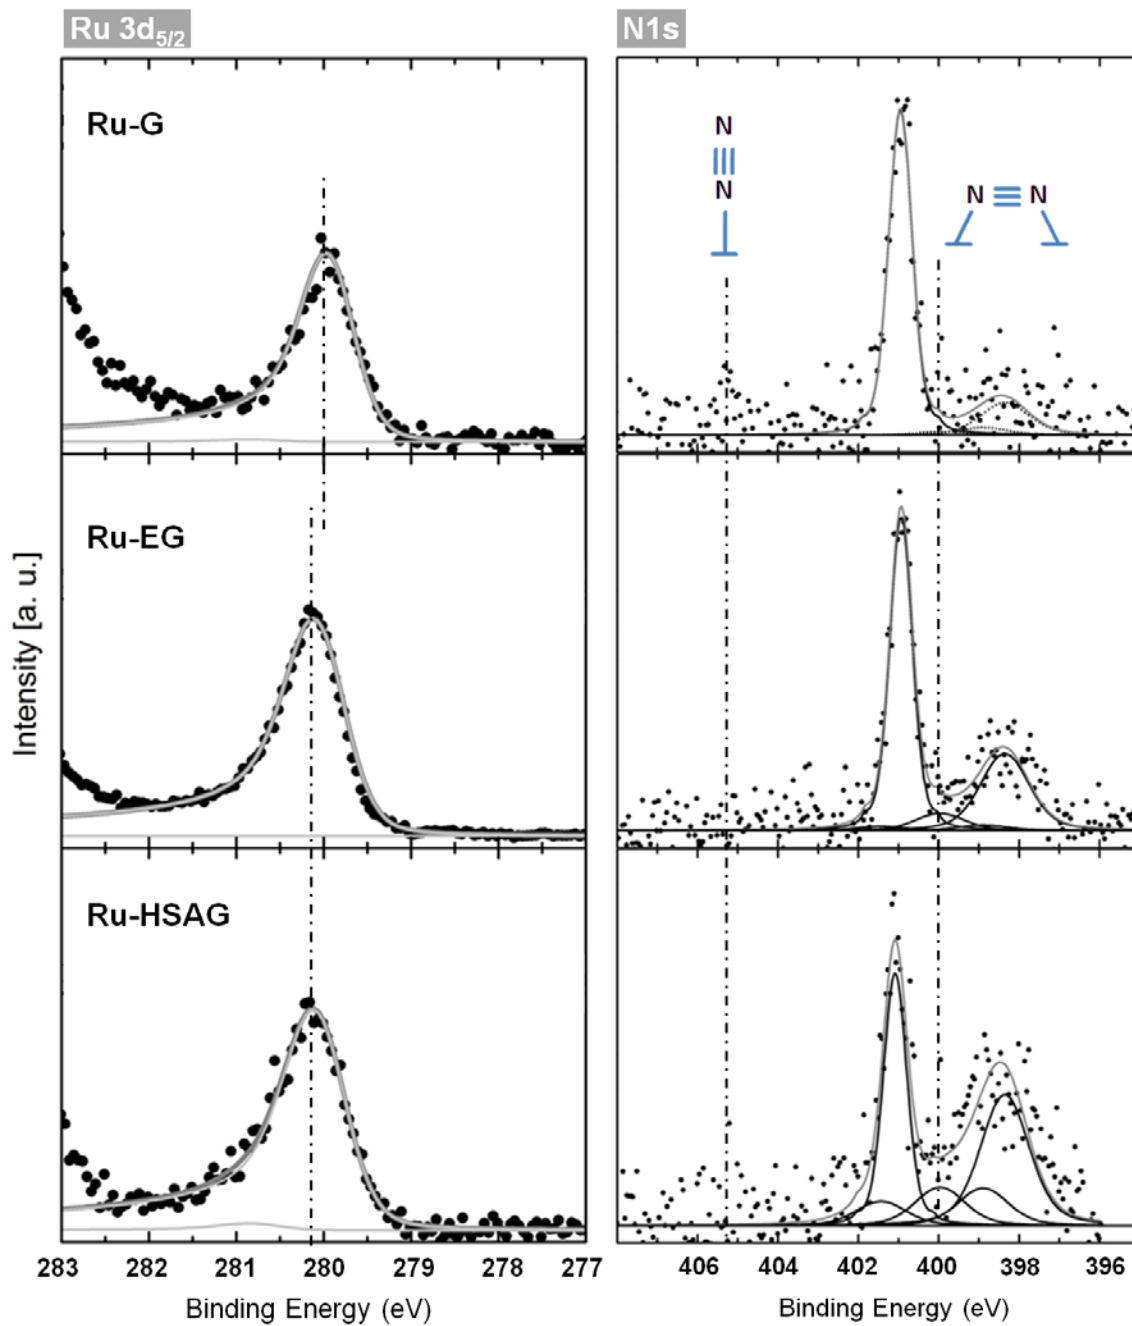 Ru 3d5/2
N1s
Ru-G
N
N
N N
Ru-EG
Ru-HSAG
Intensity [a. u.]
283 282 281 280 279 278 277
406 404 402 400 398 396
Binding Energy (eV)
Binding Energy (eV)